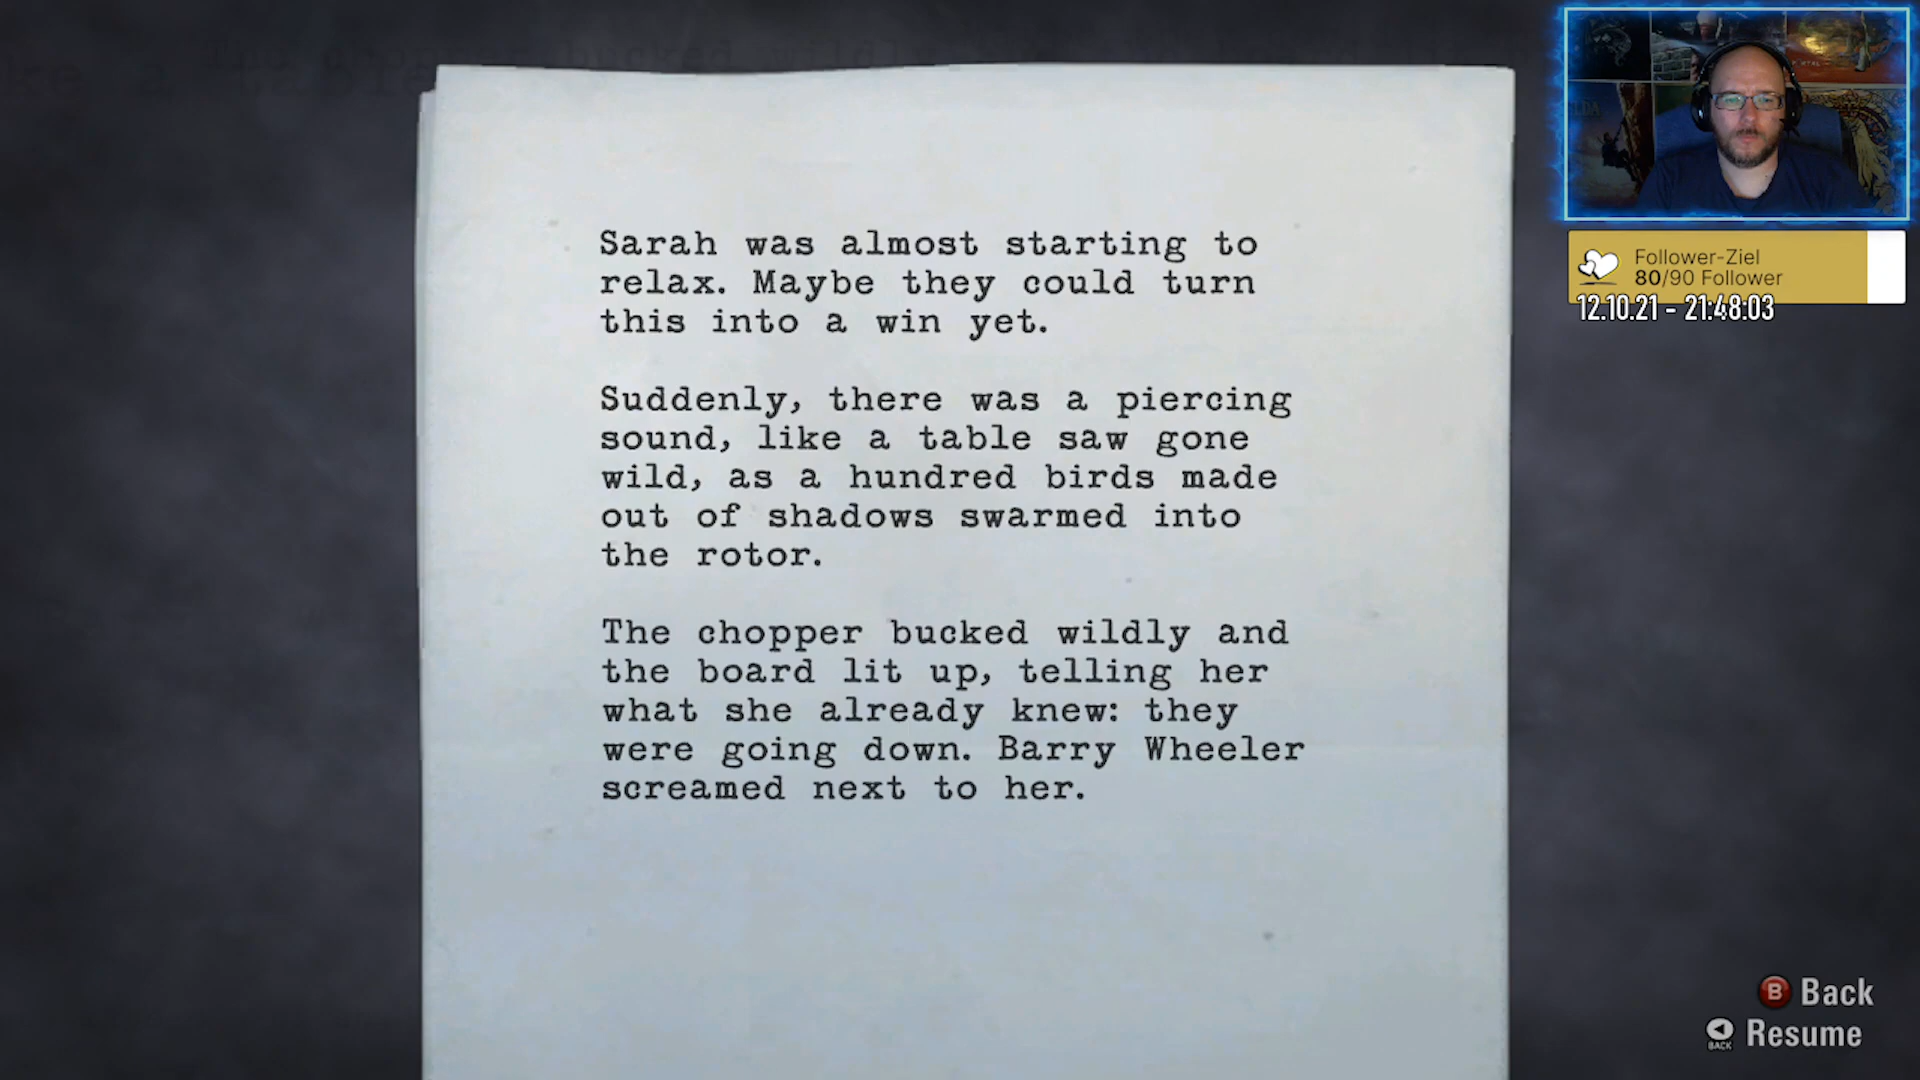 Sarah was almost starting to
relax. Maybe they could turn
this into a win yet.
Suddenly, there was a piercing
sound, like a table saw gone
wild, as a hundred birds made
out of shadows swarmed into
the rotor.
The chopper bucked wildly and
the board lit up, telling her
what she already knew: they
were going down. Barry Wheeler
screamed next to her.
Follower-Ziel
80/90 Follower
12.10.21 - 21:48:03
B Back
BACK Resume